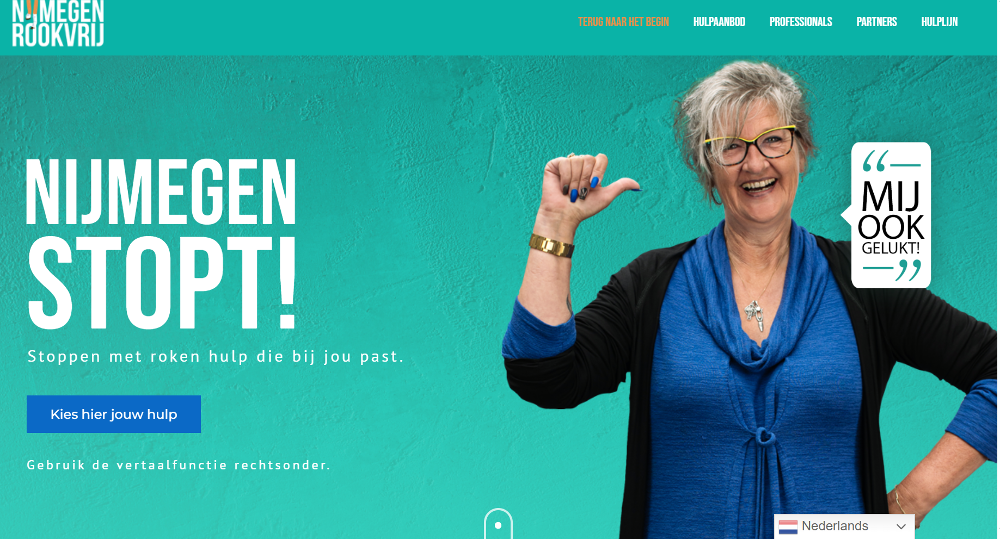 NIJMEGEN
ROOKVRIJ
TERUG NAAR HET BEGIN
HULPAANBOD
PROFESSIONALS
PARTNERS
HULPLIJN
NIJMEGEN
STOPT!
Stoppen met roken hulp die bij jou past.
Kies hier jouw hulp
Gebruik de vertaalfunctie rechtsonder.
“
MIJ
OOK
GELUKT!
”
Nederlands